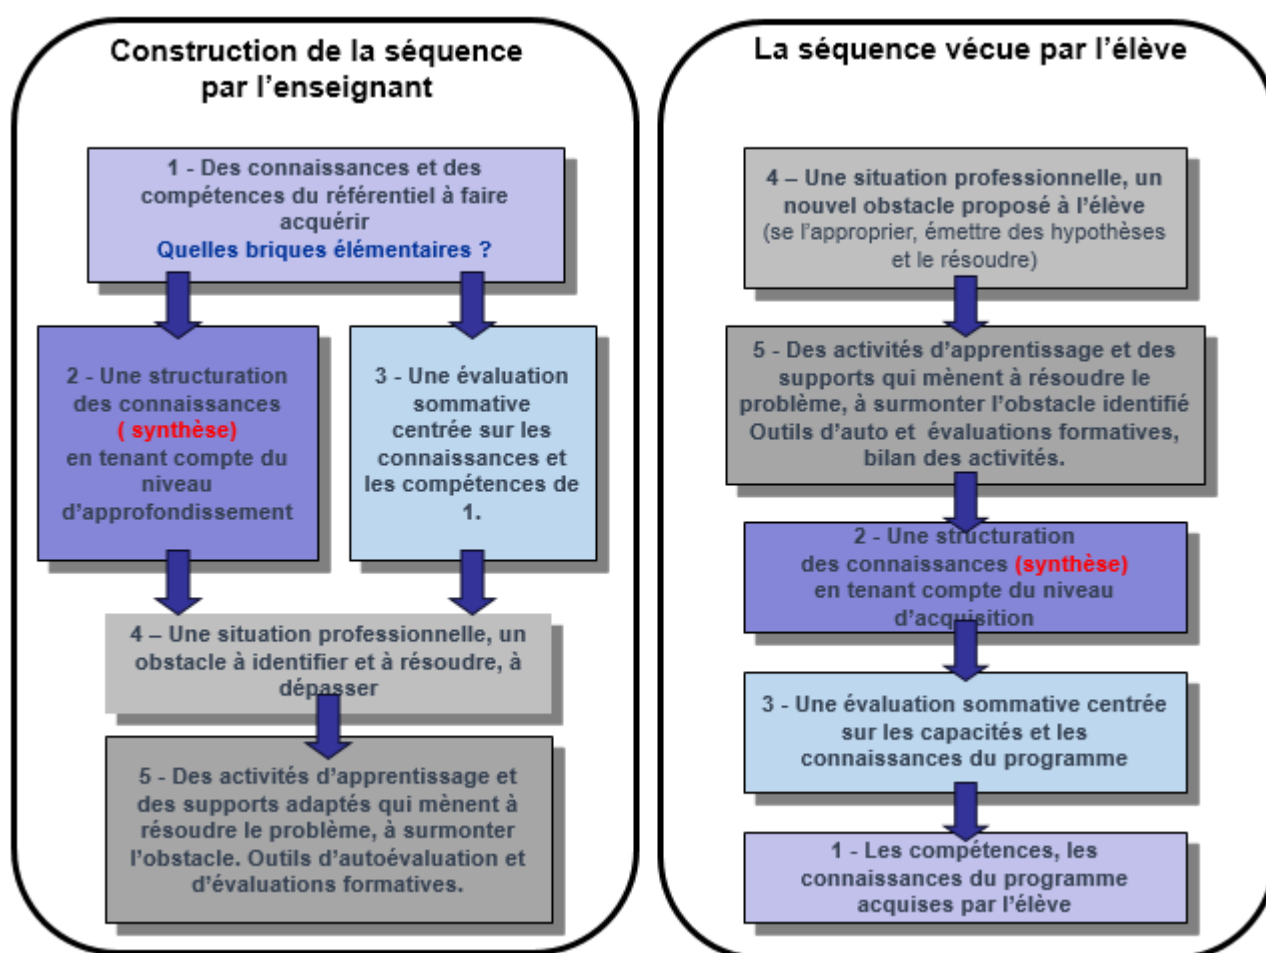 Construction de la séquence
par l'enseignant
1 - Des connaissances et des
compétences du référentiel à faire
acquérir
Quelles briques élémentaires ?
2 - Une structuration
des connaissances
( synthèse)
en tenant compte du
niveau
d'approfondissement
3 - Une évaluation
sommative
centrée sur les
connaissances et
les compétences de
1.
4 – Une situation professionnelle, un
obstacle à identifier et à résoudre, à
dépasser
5 - Des activités d'apprentissage et
des supports adaptés qui mènent à
résoudre le problème, à surmonter
l'obstacle. Outils d'autoévaluation et
d'évaluations formatives.
La séquence vécue par l'élève
4 – Une situation professionnelle, un
nouvel obstacle proposé à l'élève
(se l'approprier, émettre des hypothèses
et le résoudre)
5 - Des activités d'apprentissage et des
supports qui mènent à résoudre le
problème, à surmonter l'obstacle identifié
Outils d'auto et évaluations formatives,
bilan des activités.
2 - Une structuration
des connaissances (synthèse)
en tenant compte du niveau
d'acquisition
3 - Une évaluation sommative centrée
sur les capacités et les
connaissances du programme
1 - Les compétences, les
connaissances du programme
acquises par l'élève